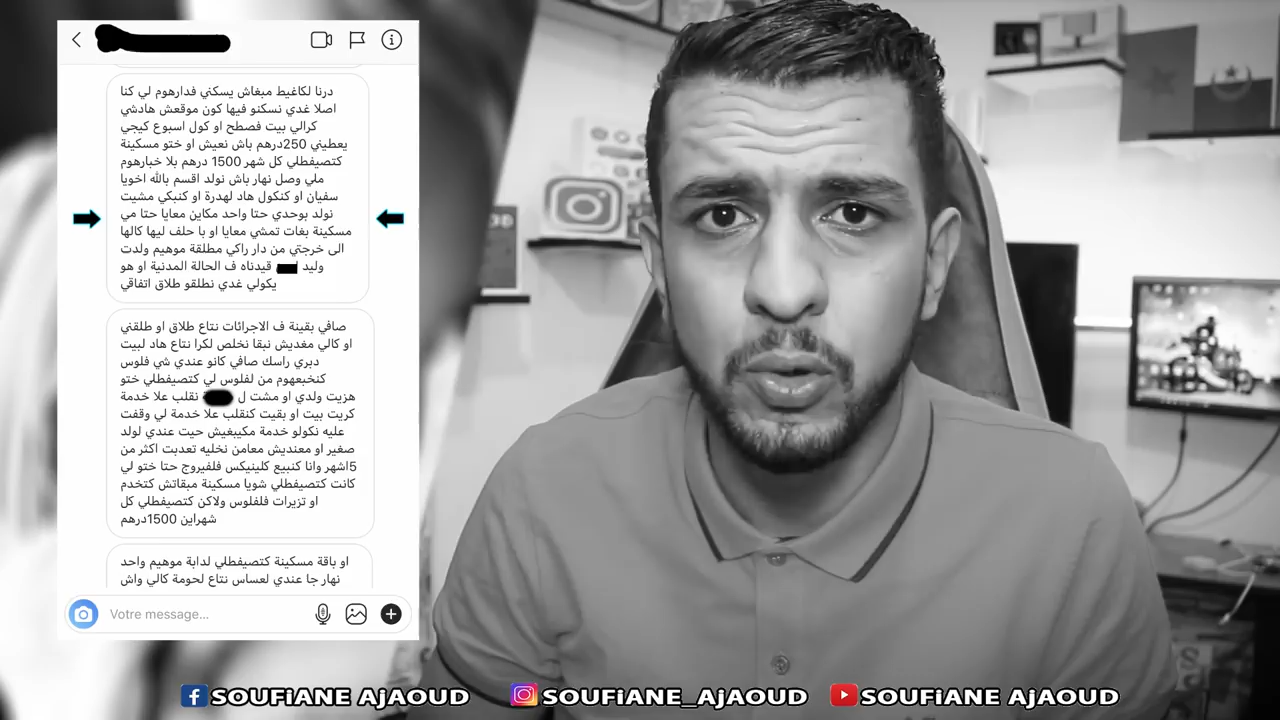 درنا لكاغيط مبغاش يسكني فدارهوم لي كنا
اصلا غدي نسكنو فيها كون موقعش هادشي
كرالي بيت فصطح او كول اسبوع كيجي
يعطيني 250درهم باش نعيش او ختو مسكينة
كتصيفطلي كل شهر 1500 درهم بلا خبارهوم
ملي وصل نهار باش نولد اقسم بالله اخويا
سفيان او كنكول هاد لهدرة او كنبكي مشيت
نولد بوحدي حتا واحد مكاين معايا حتا مي
مسكينة بغات تمشي معايا او با حلف ليها كالها
الى خرجتي من دار راكي مطلقة موهيم ولدت
وليد قيدناه ف الحالة المدنية او هو
يكولي غدي نطلقو طلاق اتفاقي
صافي بقينة ف الاجرائات نتاع طلاق او طلقني
او كالي مغديش نبقا نخلص لكرا نتاع هاد لبيت
دبري راسك صافي كانو عندي شي فلوس
كنخبعهوم من لفلوس لي كتصيفطلي ختو
هزيت ولدي او مشت ل نقلب علا خدمة
كريت بيت او بقيت كنقلب علا خدمة لي وقفت
عليه نكولو خدمة مكيبغيش حيت عندي لولد
صغير او معنديش معامن نخليه تعدبت اكثر من
5اشهر وانا كنبيع كلينيكس فلفيروج حتا ختو لي
كانت كتصيفطلي شويا مسكينة مبقاتش كتخدم
او تزيرات فلفلوس ولاكن كتصيفطلي كل
شهراين 1500درهم
او باقة مسكينة كتصيفطلي لدابة موهيم واحد
نهار جا عندي لعساس نتاع لحومة كالي واش
Votre message...
SOUFiANE AjAOUD
SOUFiANE_AjAOUD
SOUFiANE AjAOUD